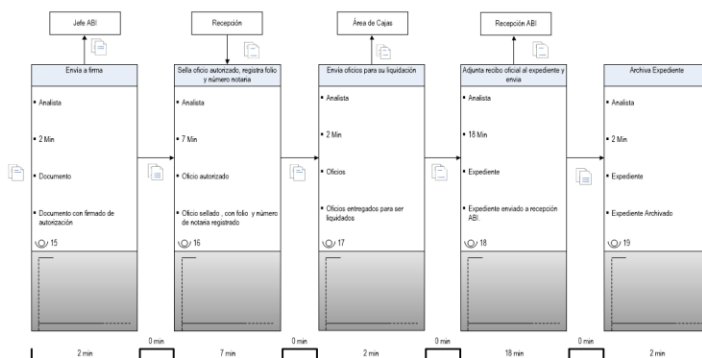 Jefe ABI
Recepción
Área de Cajas
Recepción ABI
Envía a firma
Sella oficio autorizado, registra folio
y número notaria
Envía oficios para su liquidación
Adjunta recibo oficial al expediente y
envia
Archiva Expediente
• Analista
• 2 Min
• Documento
• Documento con firmado de
autorización
15
• Analista
• 7 Min
• Oficio autorizado
• Oficio sellado , con folio y número
de notaria registrado
16
• Analista
• 2 Min
• Oficios
• Oficios entregados para ser
liquidados
17
• Analista
• 18 Min
• Expediente
• Expediente enviado a recepción
ABI.
18
• Analista
• 2 Min
• Expediente
• Expediente Archivado
19
2 min
0 min
7 min
0 min
2 min
0 min
18 min
0 min
2 min